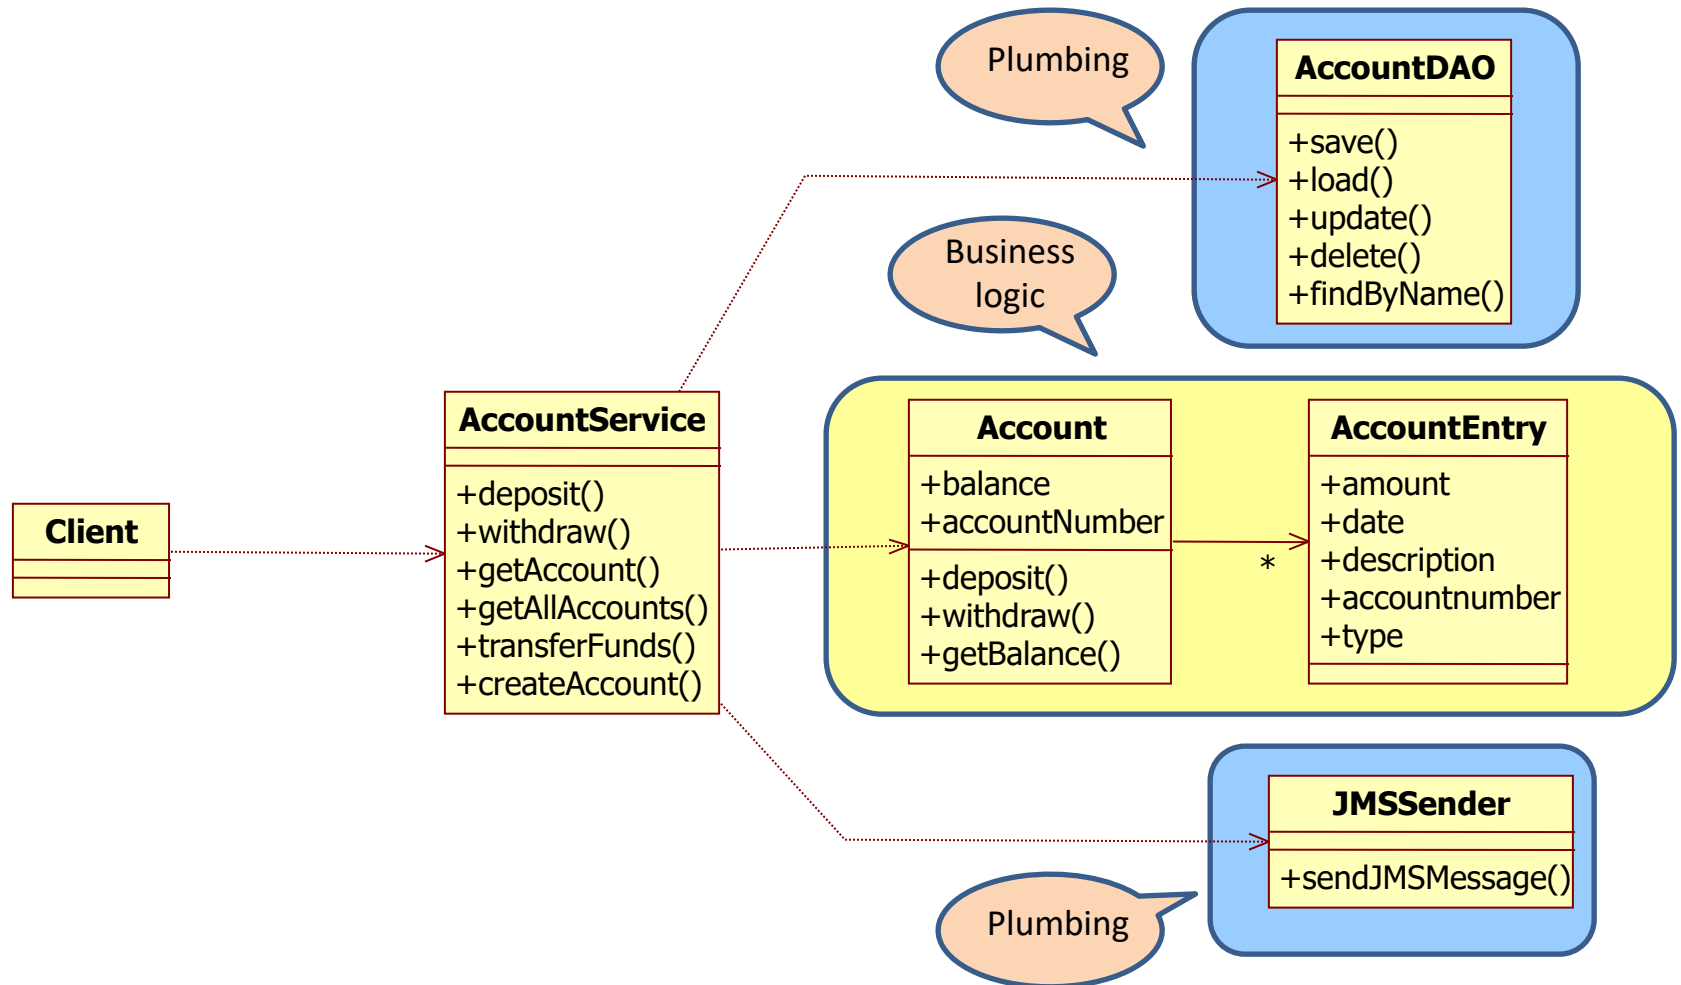 Plumbing
AccountDAO
+save()
+load()
+update()
+delete()
+findByName()
Business
logic
Client
AccountService
+deposit()
+withdraw()
+getAccount()
+getAllAccounts()
+transferFunds()
+createAccount()
Account
+balance
+accountNumber
+deposit()
+withdraw()
+getBalance()
*
AccountEntry
+amount
+date
+description
+accountnumber
+type
JMSSender
+sendJMSMessage()
Plumbing